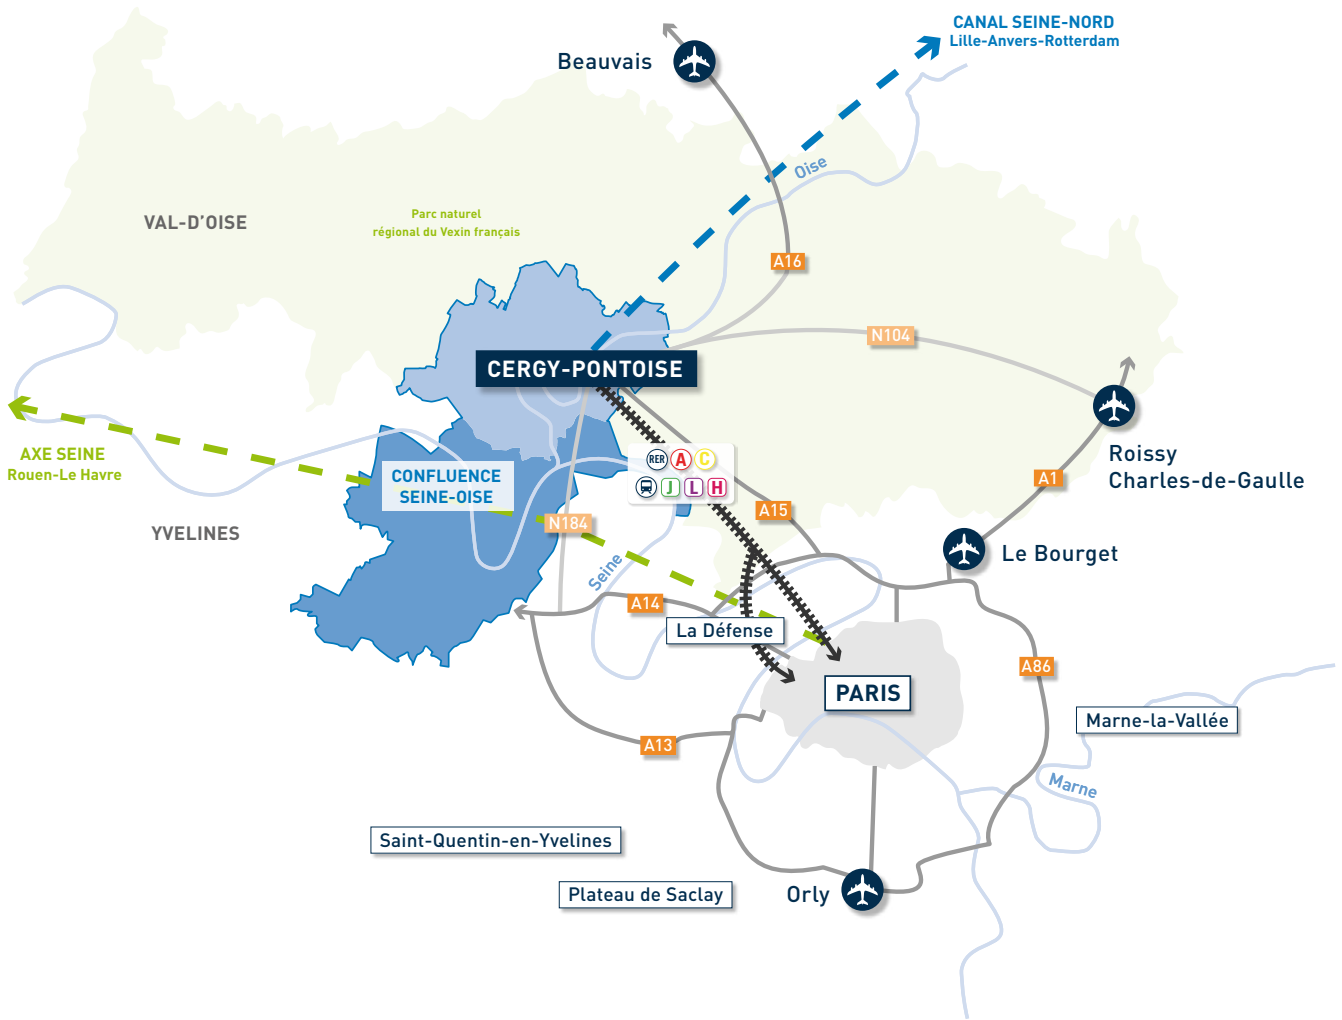 CANAL SEINE-NORD
Lille-Anvers-Rotterdam
Beauvais
Oise
VAL-D'OISE
Parc naturel
régional du Vexin français
A16
N104
CERGY-PONTOISE
AXE SEINE
Rouen-Le Havre
CONFLUENCE
SEINE-OISE
RER A C
J L H
Roissy
Charles-de-Gaulle
A1
A15
N184
YVELINES
Le Bourget
Seine
A14
La Défense
A86
PARIS
Marne-la-Vallée
A13
Marne
Saint-Quentin-en-Yvelines
Plateau de Saclay
Orly